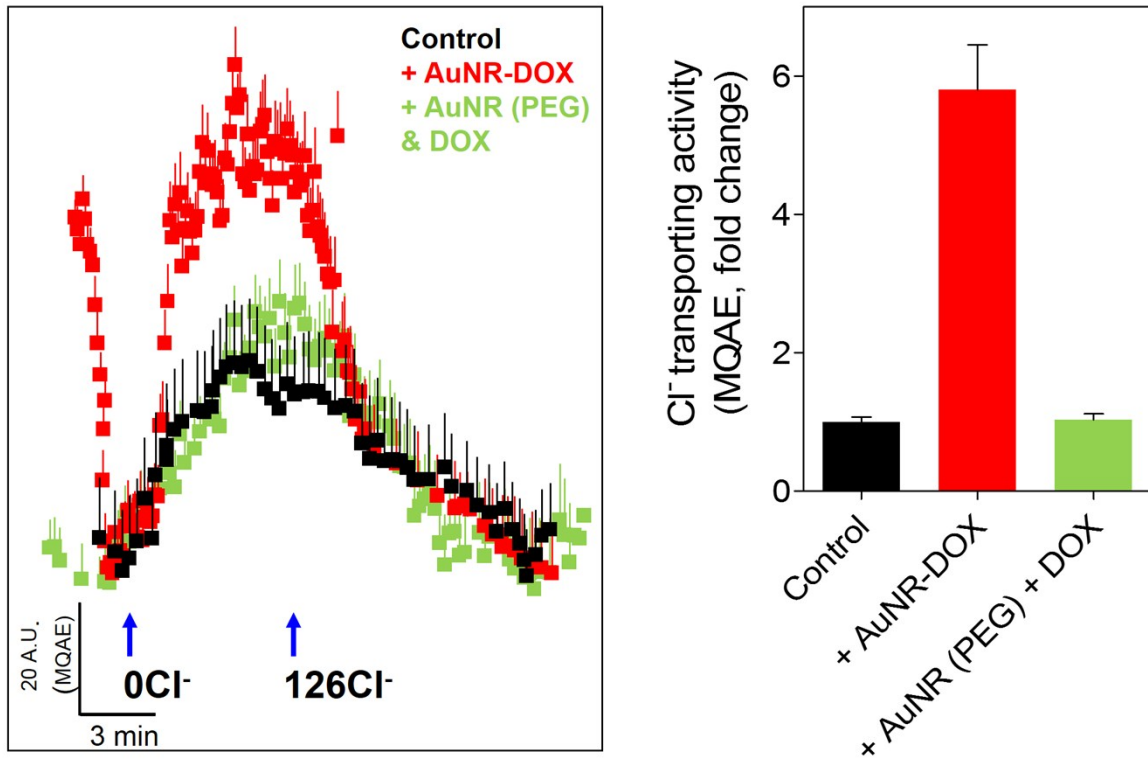 Control
+ AuNR-DOX
+ AuNR (PEG)
& DOX
20 A.U.
(MQAE)
0Cl⁻
126Cl⁻
3 min
Cl⁻ transporting activity
(MQAE, fold change)
6
4
2
0
Control
+ AuNR-DOX
+ AuNR (PEG) + DOX